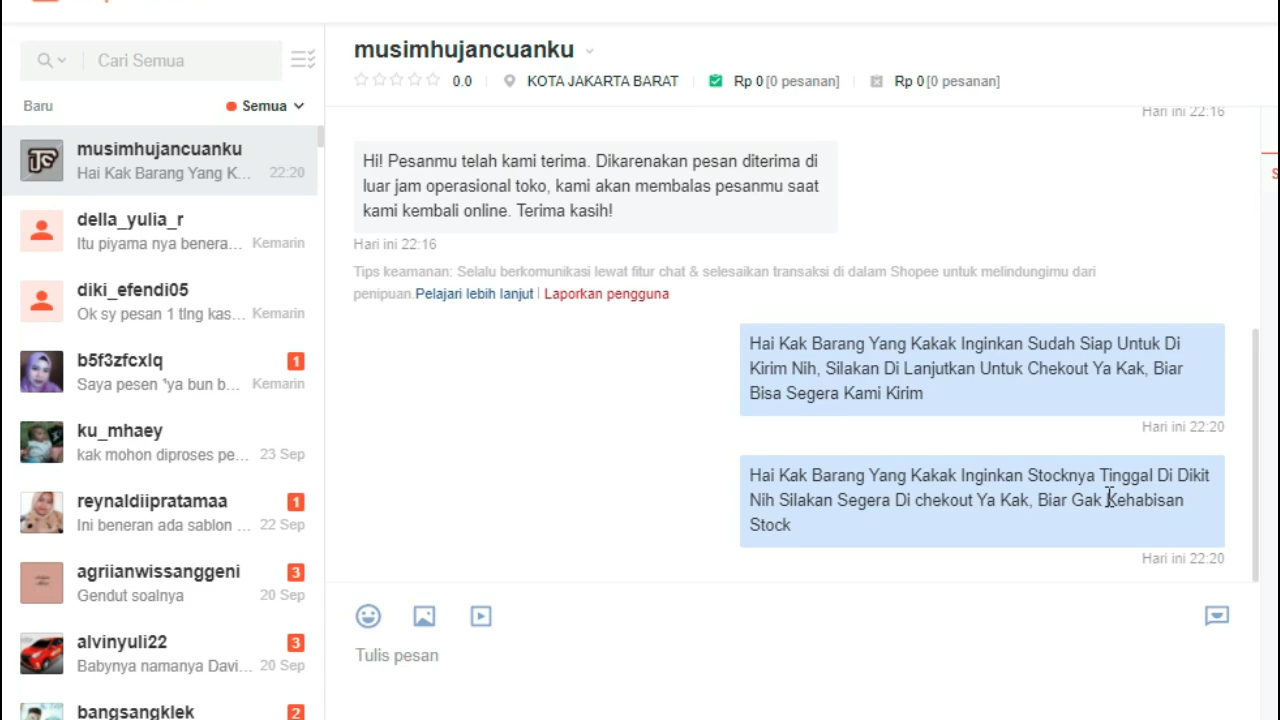 Cari Semua
Baru
Semua
musimhujancuanku
Hai Kak Barang Yang K...
22:20
della_yulia_r
Itu piyama nya benera...
Kemarin
diki_efendi05
Ok sy pesan 1 tlng kas...
Kemarin
b5f3zfcxlq
1
Saya pesen 'ya bun b...
Kemarin
ku_mhaey
kak mohon diproses pe...
23 Sep
reynaldiipratamaa
1
Ini beneran ada sablon ...
22 Sep
agriianwissanggeni
3
Gendut soalnya
20 Sep
alvinyuli22
3
Babynya namanya Davi...
20 Sep
bangsangklek
2
musimhujancuanku
0.0
KOTA JAKARTA BARAT
Rp 0[0 pesanan]
Rp 0[0 pesanan]
Hari ini 22:16
Hi! Pesanmu telah kami terima. Dikarenakan pesan diterima di
luar jam operasional toko, kami akan membalas pesanmu saat
kami kembali online. Terima kasih!
Hari ini 22:16
Tips keamanan: Selalu berkomunikasi lewat fitur chat & selesaikan transaksi di dalam Shopee untuk melindungimu dari
penipuan.Pelajari lebih lanjut | Laporkan pengguna
Hai Kak Barang Yang Kakak Inginkan Sudah Siap Untuk Di
Kirim Nih, Silakan Di Lanjutkan Untuk Chekout Ya Kak, Biar
Bisa Segera Kami Kirim
Hari ini 22:20
Hai Kak Barang Yang Kakak Inginkan Stocknya Tinggal Di Dikit
Nih Silakan Segera Di chekout Ya Kak, Biar Gak Kehabisan
Stock
Hari ini 22:20
Tulis pesan